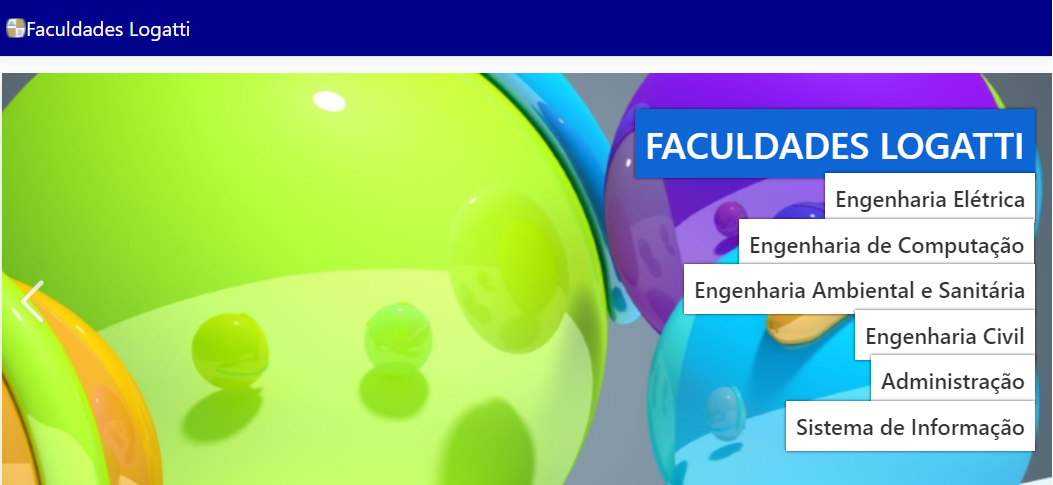 Faculdades Logatti
FACULDADES LOGATTI
Engenharia Elétrica
Engenharia de Computação
Engenharia Ambiental e Sanitária
Engenharia Civil
Administração
Sistema de Informação